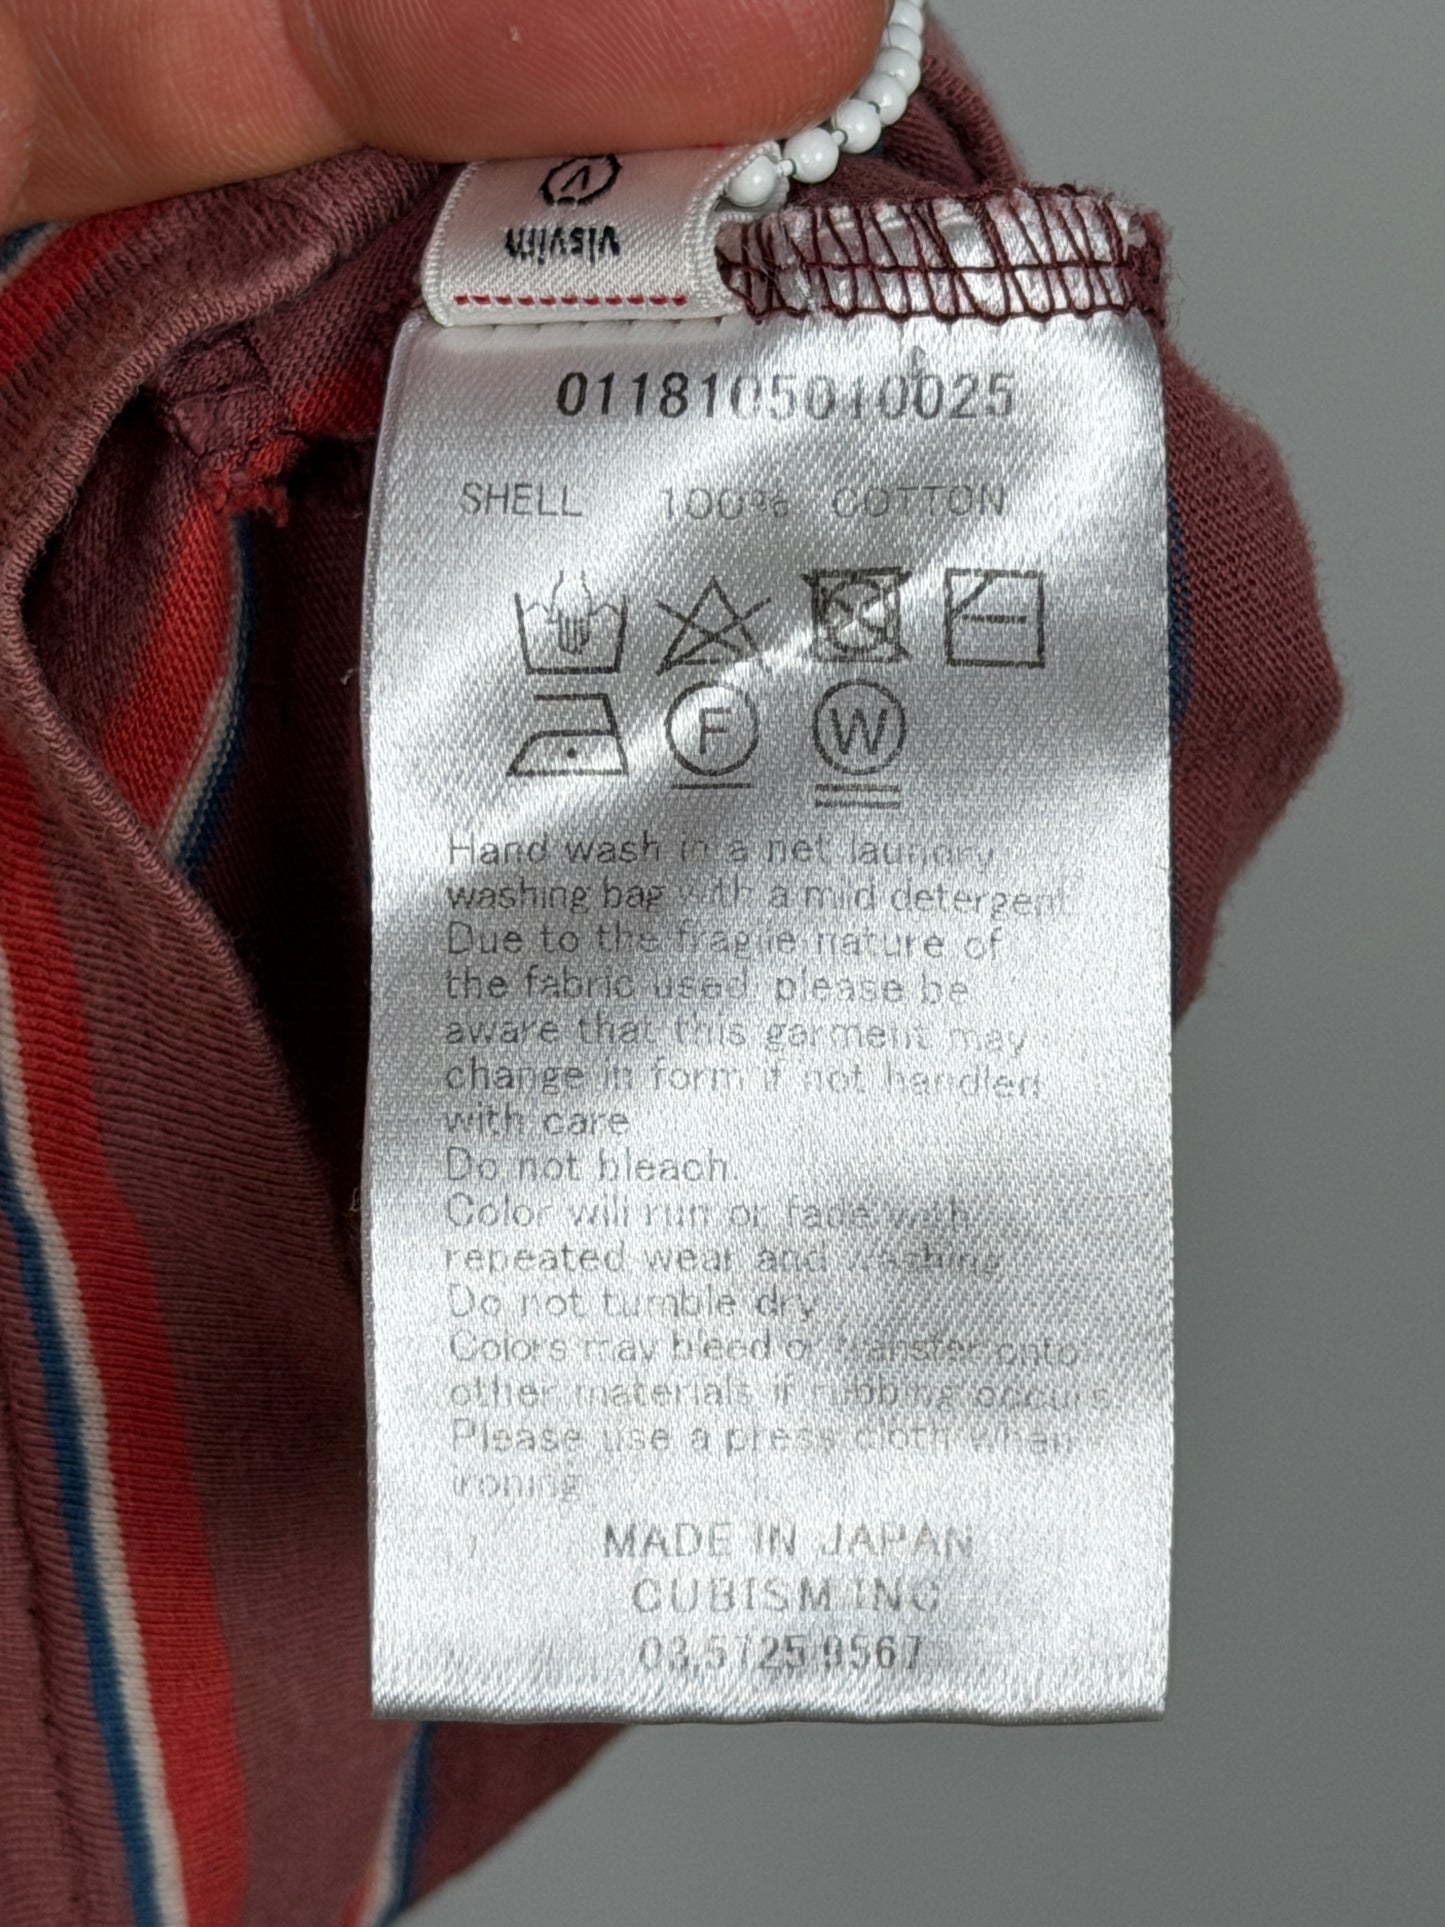 visvim
0118105010025
SHELL 100% COTTON
F W
Hand wash in a net laundry
washing bag with a mild detergent.
Due to the fragile nature of
the fabric used, please be
aware that this garment may
change in form if not handled
with care.
Do not bleach.
Color will run or fade with
repeated wear and washing.
Do not tumble dry.
Colors may bleed or transfer onto
other materials if rubbing occurs.
Please use a press cloth when
ironing.
MADE IN JAPAN
CUBISM INC.
03.5725.9567